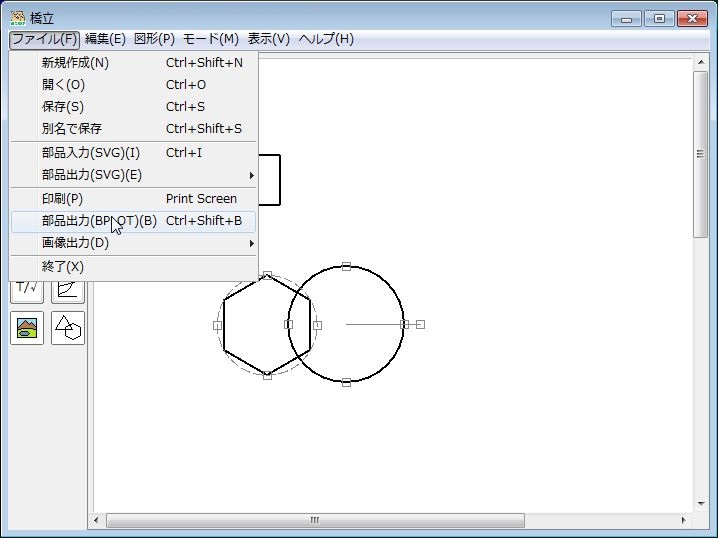 橋立
ファイル(F) 編集(E) 図形(P) モード(M) 表示(V) ヘルプ(H)
新規作成(N) Ctrl+Shift+N
開く(O) Ctrl+O
保存(S) Ctrl+S
別名で保存 Ctrl+Shift+S
部品入力(SVG)(I) Ctrl+I
部品出力(SVG)(E)
印刷(P) Print Screen
部品出力(BPLOT)(B) Ctrl+Shift+B
画像出力(D)
終了(X)
T/√